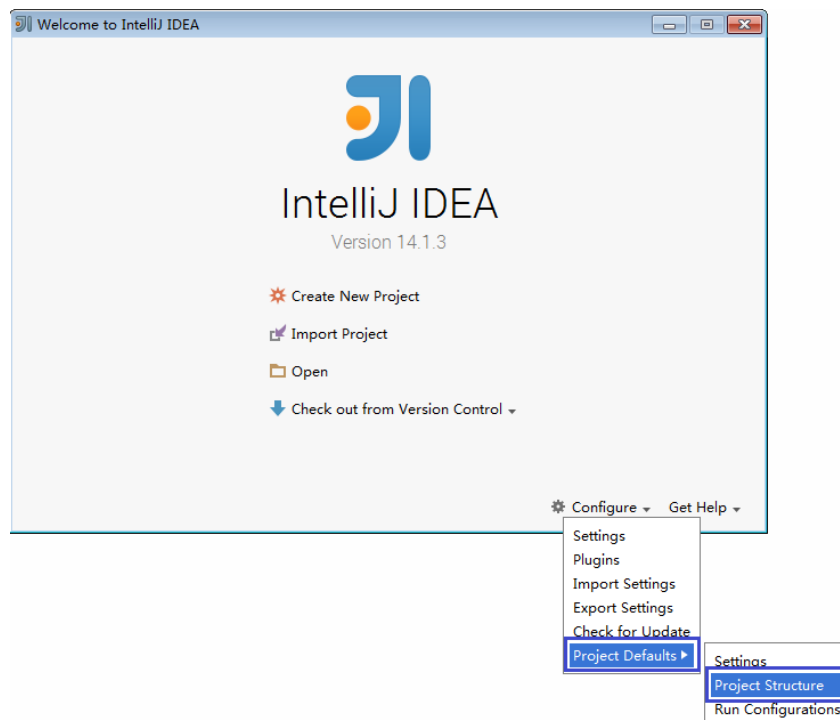 Welcome to IntelliJ IDEA
IntelliJ IDEA
Version 14.1.3
Create New Project
Import Project
Open
Check out from Version Control
Configure
Get Help
Settings
Plugins
Import Settings
Export Settings
Check for Update
Project Defaults
Settings
Project Structure
Run Configurations